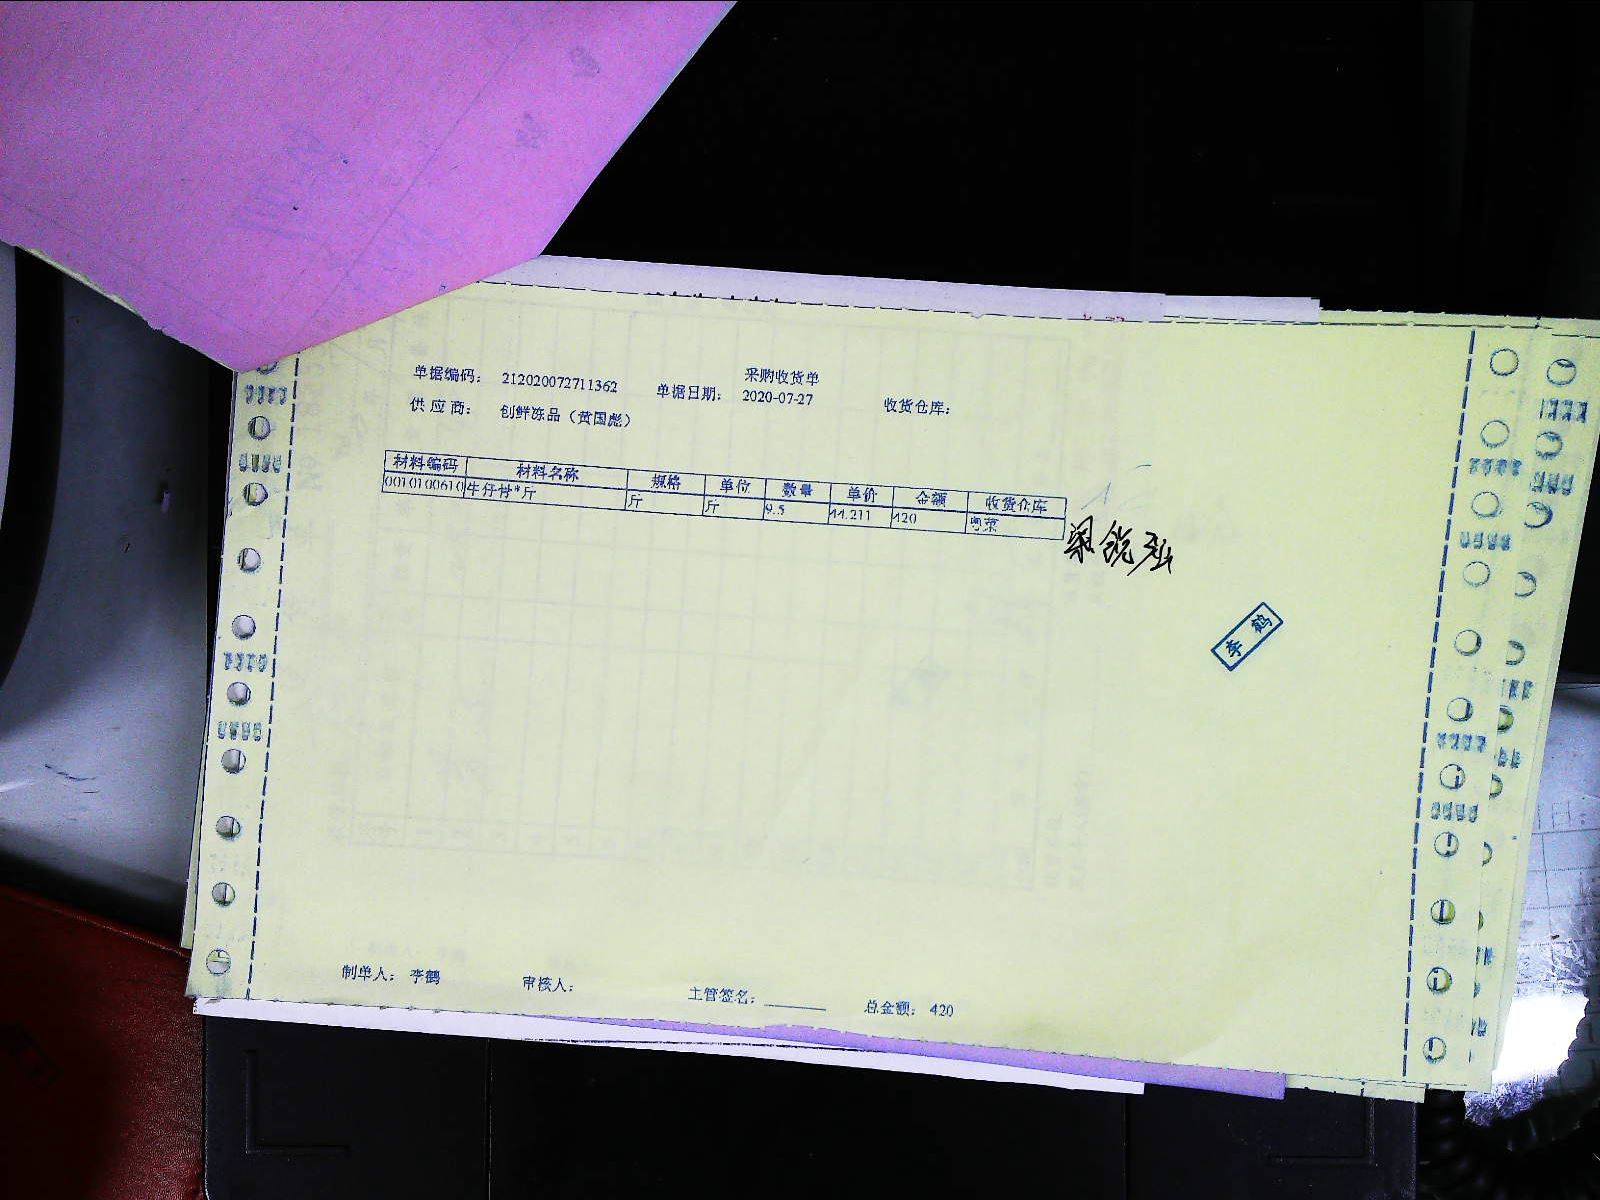 采购收货单
单据编码： 212020072711362 单据日期： 2020-07-27 收货仓库：
供 应 商： 创鲜冻品（黄国彪）
材料编码 材料名称 规格 单位 数量 单价 金额 收货仓库
0010100610 牛仔骨*斤 斤 斤 9.5 44.211 420 粤菜
李鹤
制单人： 李鹤 审核人： 主管签名： 总金额： 420